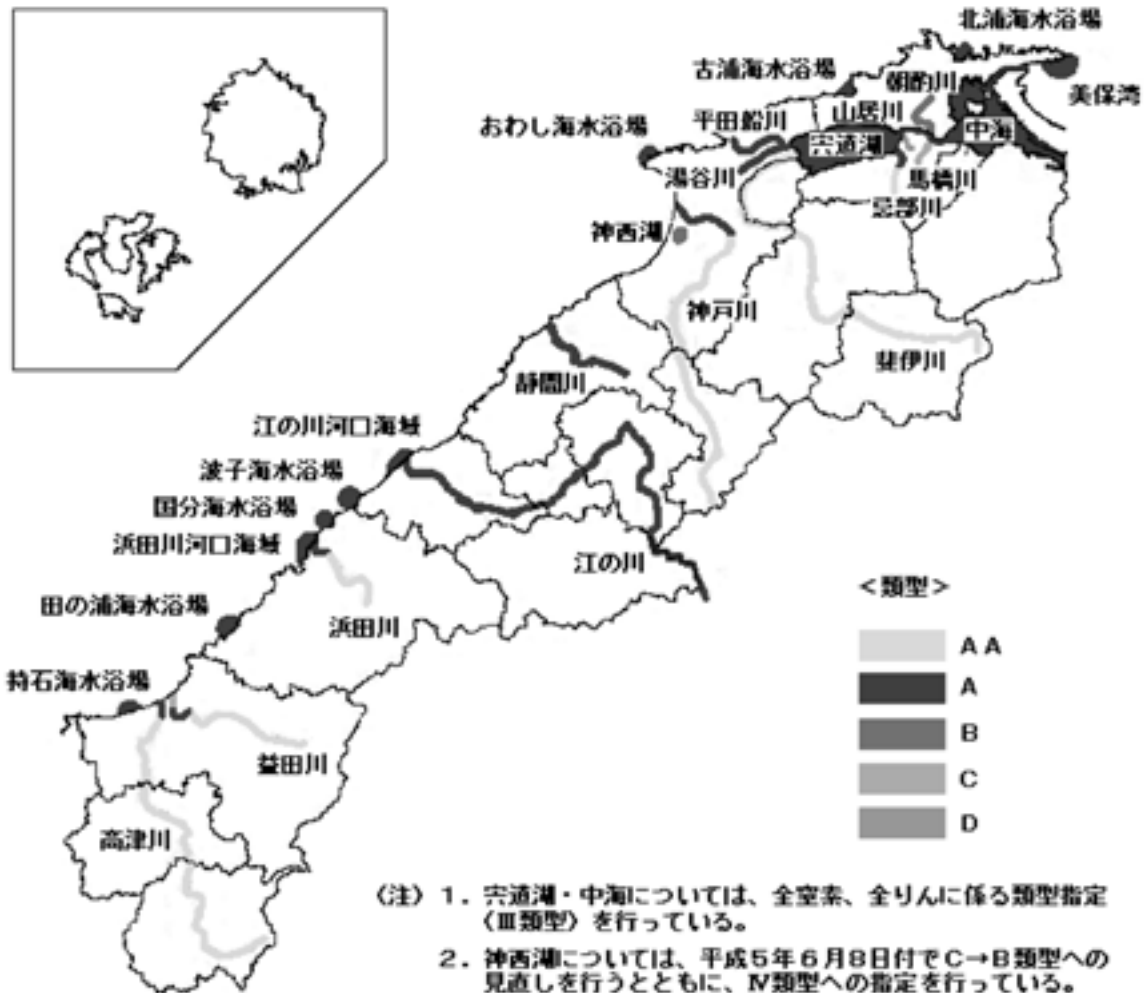 北浦海水浴場
古浦海水浴場
朝酌川
美保湾
山居川
平田船川
おわし海水浴場
宍道湖
中海
湯谷川
馬橋川
忌部川
神西湖
神戸川
斐伊川
静間川
江の川河口海域
波子海水浴場
国分海水浴場
浜田川河口海域
江の川
田の浦海水浴場
浜田川
持石海水浴場
益田川
高津川
<類型>
AA
A
B
C
D
(注) 1. 宍道湖・中海については、全窒素、全りんに係る類型指定
(Ⅲ類型) を行っている。
2. 神西湖については、平成5年6月8日付でC→B類型への
見直しを行うとともに、Ⅳ類型への指定を行っている。